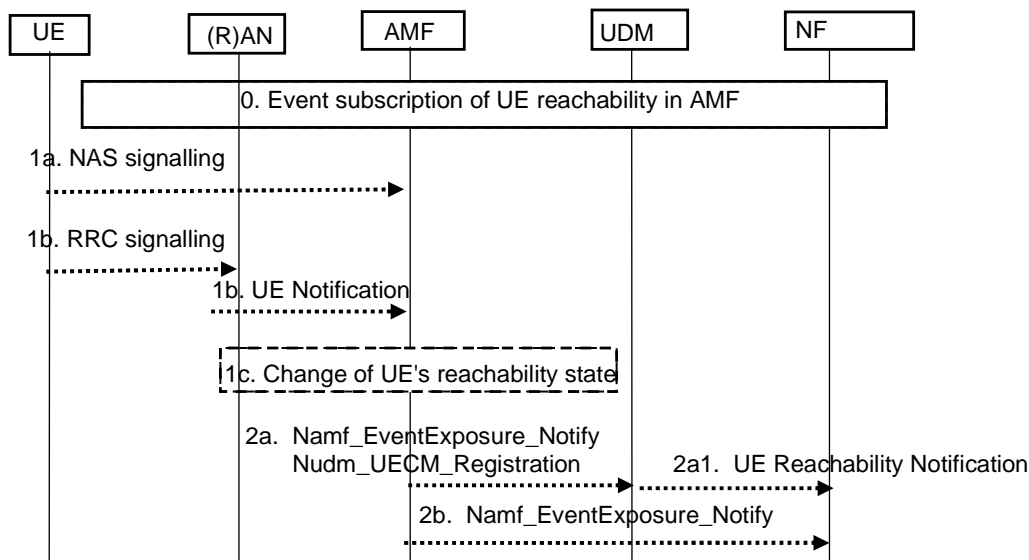 UE
(R)AN
AMF
UDM
NF
0. Event subscription of UE reachability in AMF
1a. NAS signalling
1b. RRC signalling
1b. UE Notification
1c. Change of UE's reachability state
2a. Namf_EventExposure_Notify
Nudm_UECM_Registration
2a1. UE Reachability Notification
2b. Namf_EventExposure_Notify